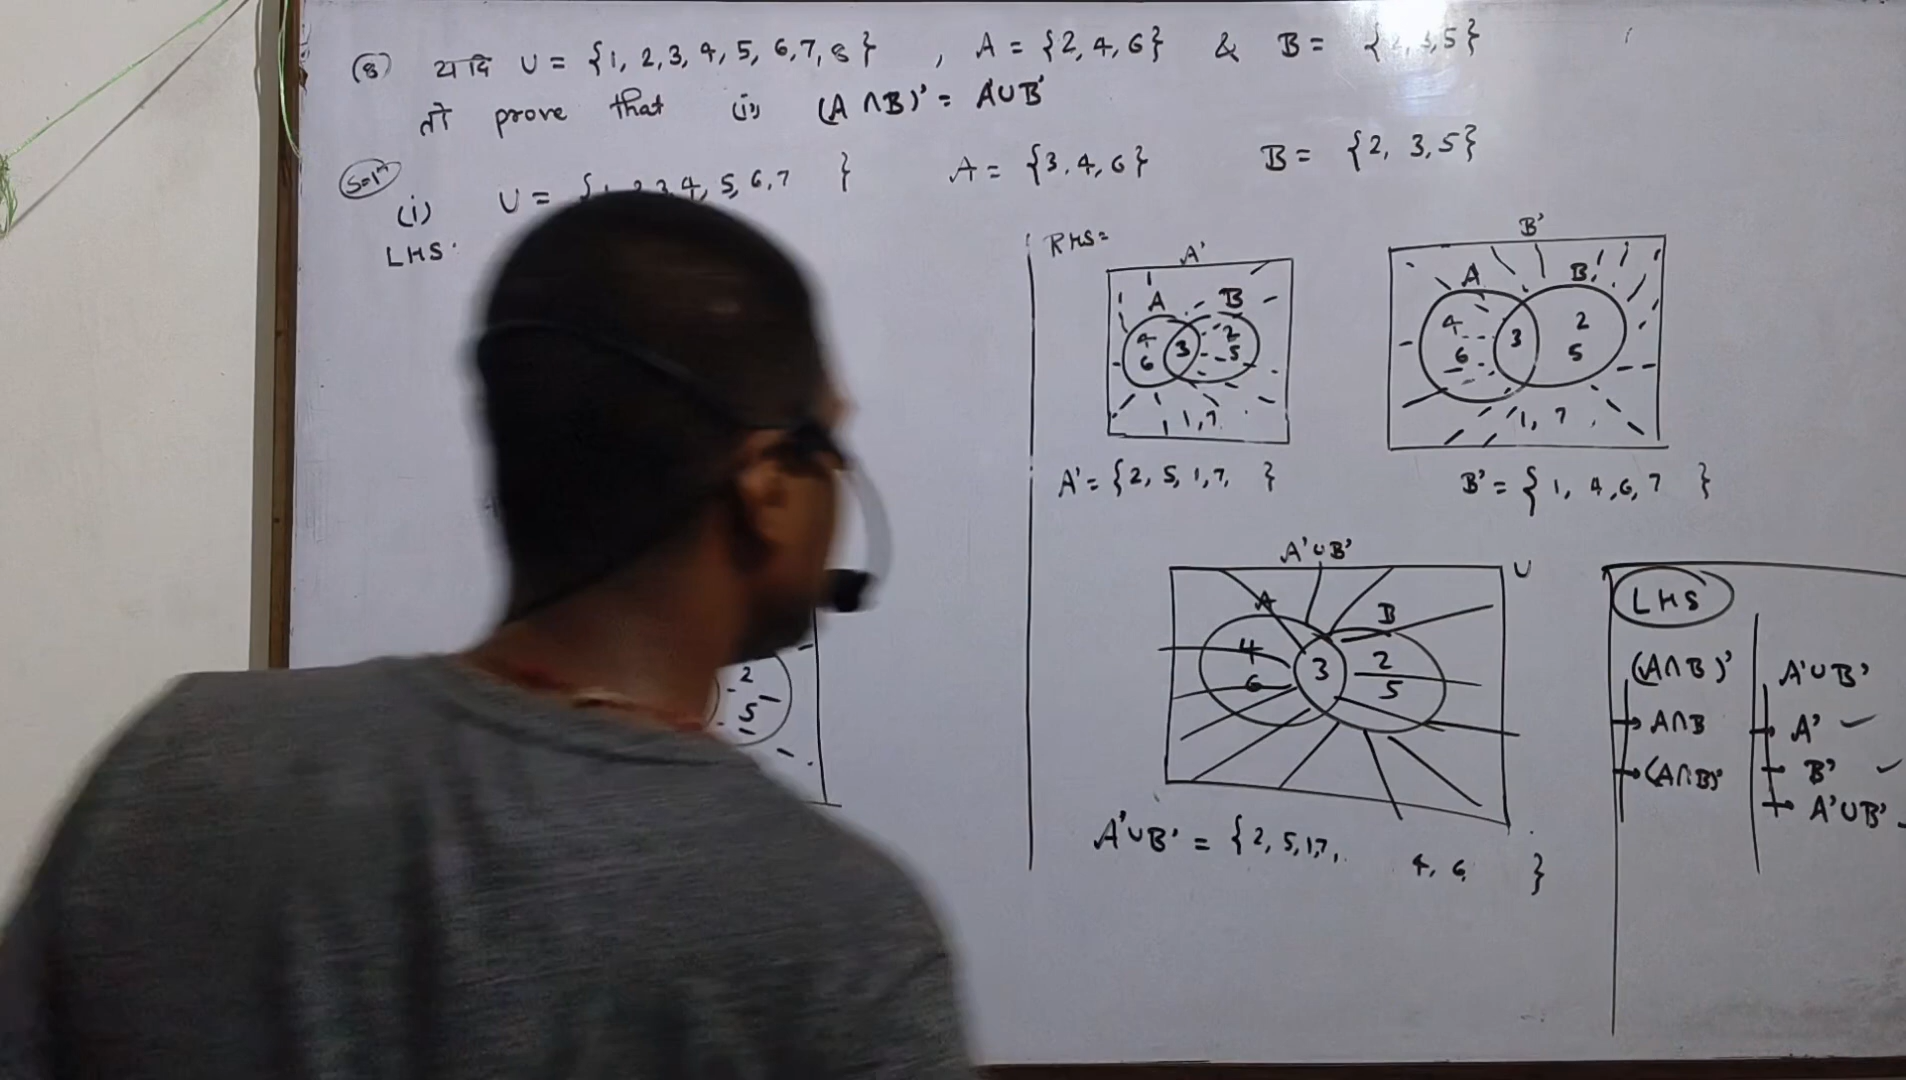 (8) यदि U = {1, 2, 3, 4, 5, 6, 7, 8} , A = {2, 4, 6} & B = { , 3, 5}
तो prove that (i) (A ∩ B)' = A'∪B'
Solⁿ
(i) U = { 3, 4, 5, 6, 7 } A = {3, 4, 6} B = {2, 3, 5}
LHS
RHS =
A'
A B
4 6 3 2 5
1, 7
A' = {2, 5, 1, 7, }
B'
A B
4 6 3 2 5
1, 7
B' = { 1, 4, 6, 7 }
2
5
A'∪B'
U
A B
4 6 3 2 5
A'∪B' = {2, 5, 1, 7, 4, 6 }
LHS
(A∩B)' A'∪B'
→ A∩B → A' ✓
→ (A∩B)' → B' ✓
→ A'∪B'